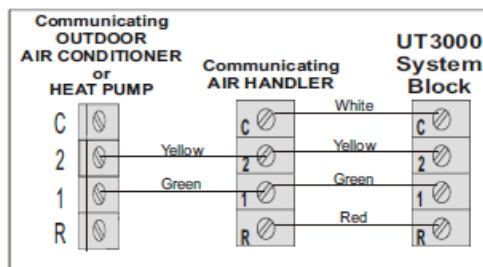 Communicating
OUTDOOR
AIR CONDITIONER
or
HEAT PUMP
Communicating
AIR HANDLER
UT3000
System
Block
C
2
1
R
C
2
1
R
C
2
1
R
White
Yellow
Yellow
Green
Green
Red